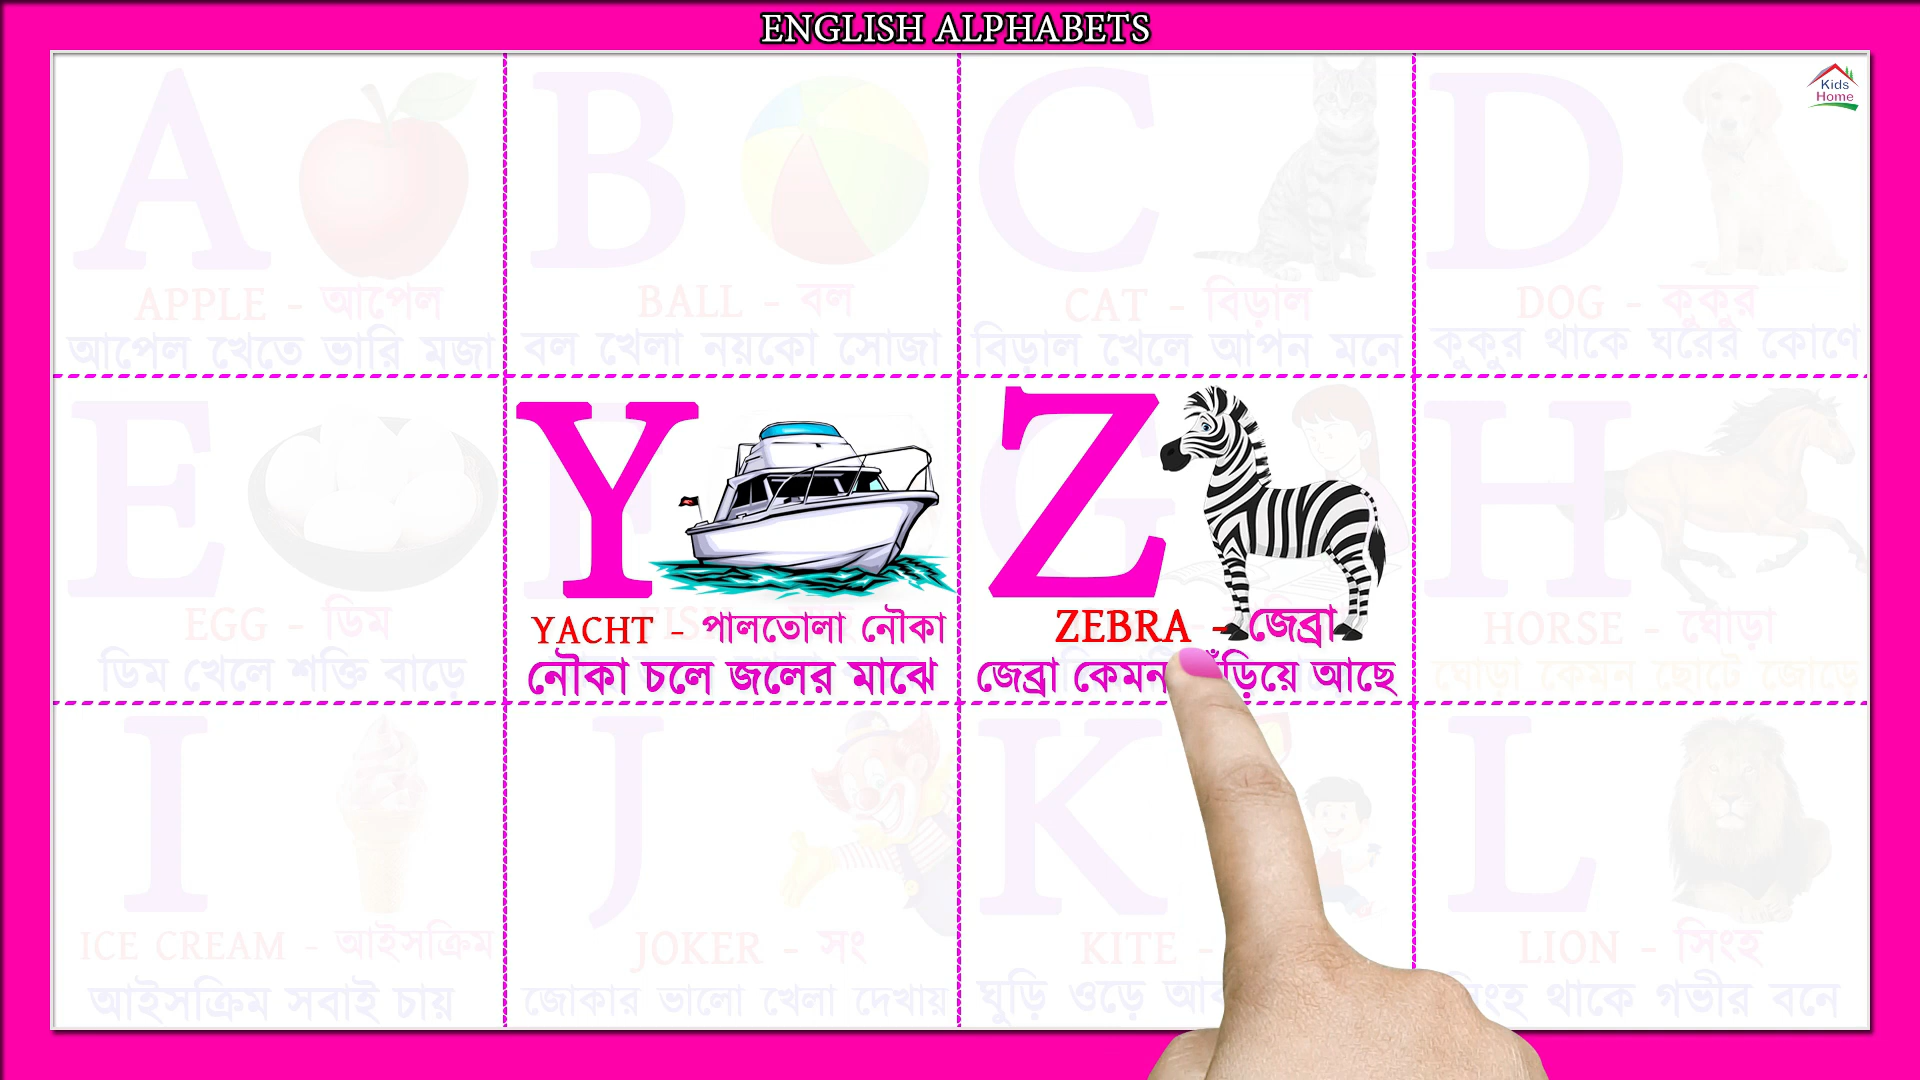 ENGLISH ALPHABETS
Kids
Home
A
APPLE - আপেল
আপেল খেতে ভারি মজা
B
BALL - বল
বল খেলা নয়কো সোজা
C
CAT - বিড়াল
বিড়াল খেলে আপন মনে
D
DOG - কুকুর
কুকুর থাকে ঘরের কোণে
E
EGG - ডিম
ডিম খেলে শক্তি বাড়ে
Y
YACHT - পালতোলা নৌকা
নৌকা চলে জলের মাঝে
Z
ZEBRA - জেব্রা
জেব্রা কেমন আছে
H
HORSE - ঘোড়া
ঘোড়া কেমন ছোটে জোড়ে
I
ICE CREAM - আইসক্রিম
আইসক্রিম সবাই চায়
J
JOKER - সং
জোকার ভালো খেলা দেখায়
K
KITE -
ঘুড়ি ওড়ে
L
LION - সিংহ
থাকে গভীর বনে